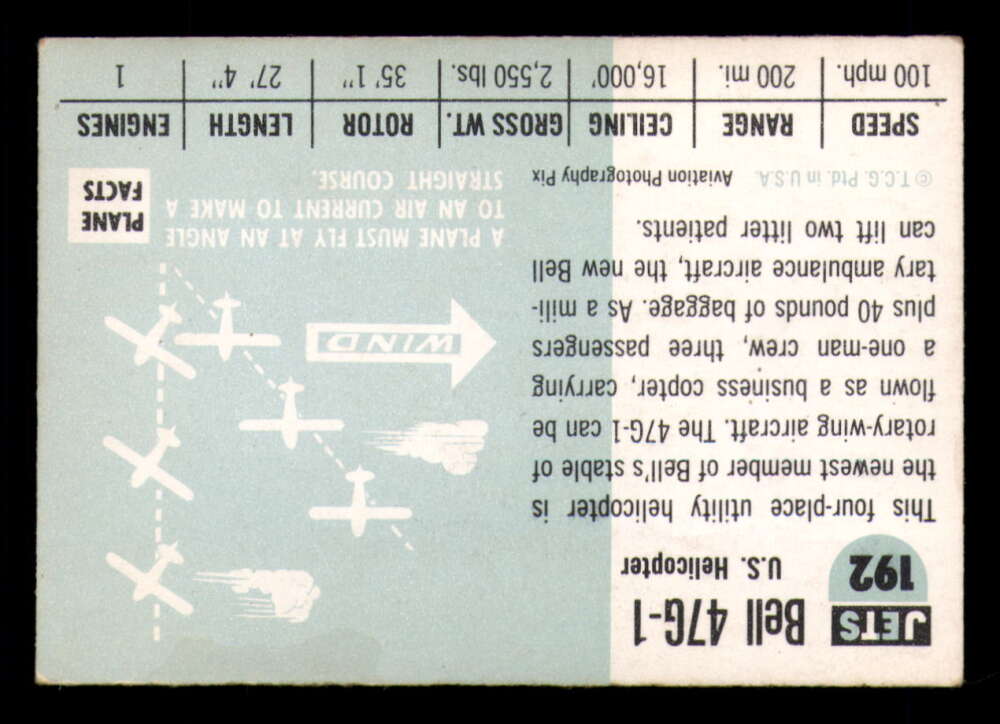 JETS
192
Bell 47G-1
U.S. Helicopter
This four-place utility helicopter is
the newest member of Bell's stable of
rotary-wing aircraft. The 47G-1 can be
flown as a business copter, carrying
a one-man crew, three passengers
plus 40 pounds of baggage. As a mili-
tary ambulance aircraft, the new Bell
can lift two litter patients.
© T.C.G. Ptd. in U.S.A. Aviation Photography Pix
WIND
A PLANE MUST FLY AT AN ANGLE
TO AN AIR CURRENT TO MAKE A
STRAIGHT COURSE.
PLANE
FACTS
SPEED RANGE CEILING GROSS WT. ROTOR LENGTH ENGINES
100 mph. 200 mi. 16,000' 2,550 lbs. 35' 1" 27' 4" 1